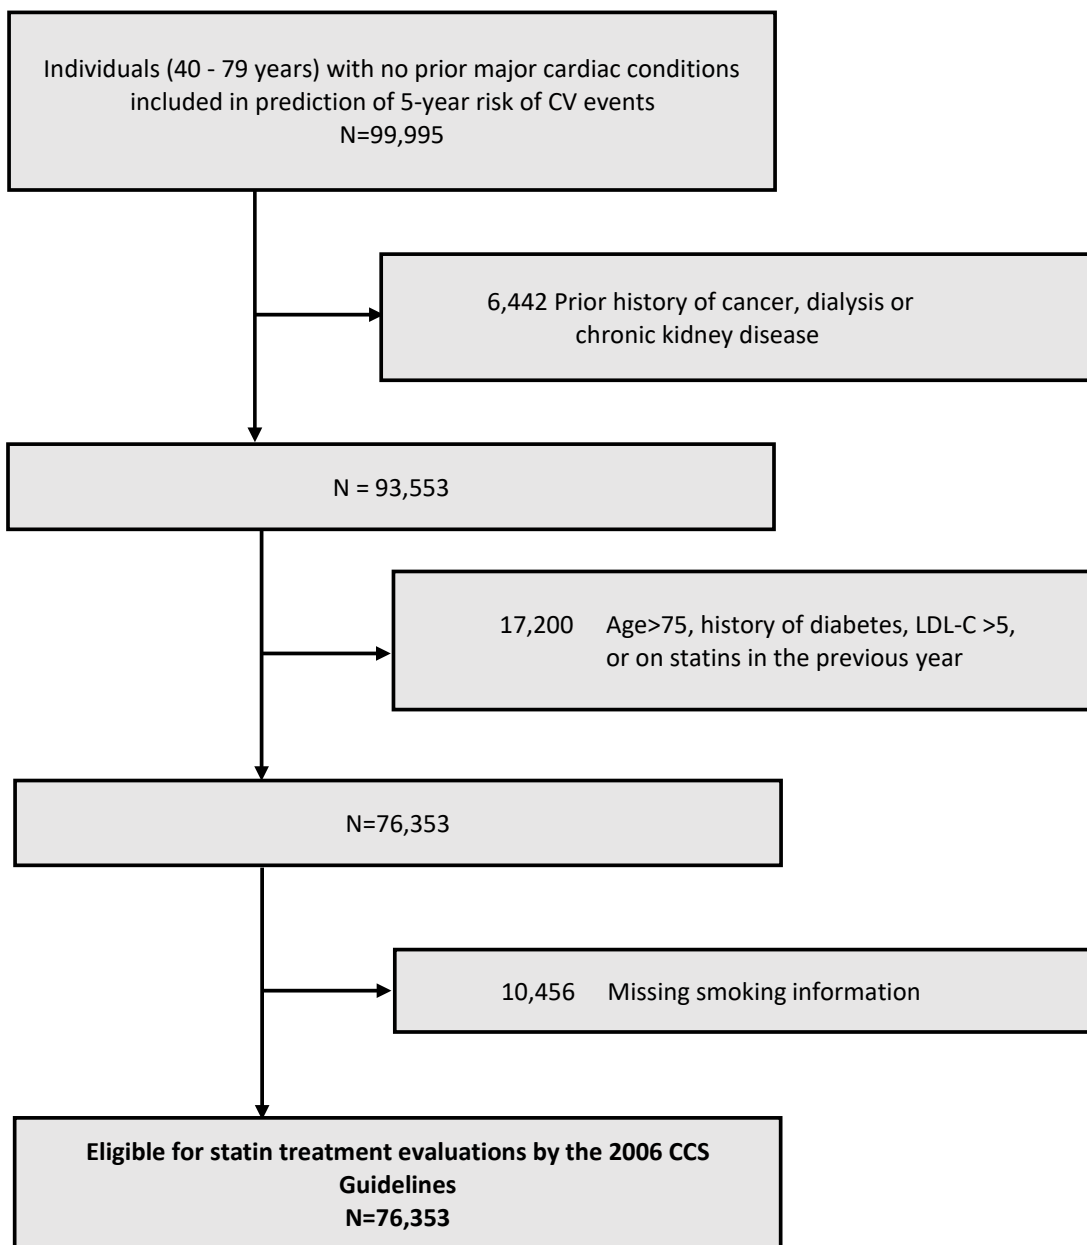 Individuals (40 - 79 years) with no prior major cardiac conditions
included in prediction of 5-year risk of CV events
N=99,995
6,442 Prior history of cancer, dialysis or
chronic kidney disease
N = 93,553
17,200 Age>75, history of diabetes, LDL-C >5,
or on statins in the previous year
N=76,353
10,456 Missing smoking information
Eligible for statin treatment evaluations by the 2006 CCS
Guidelines
N=76,353